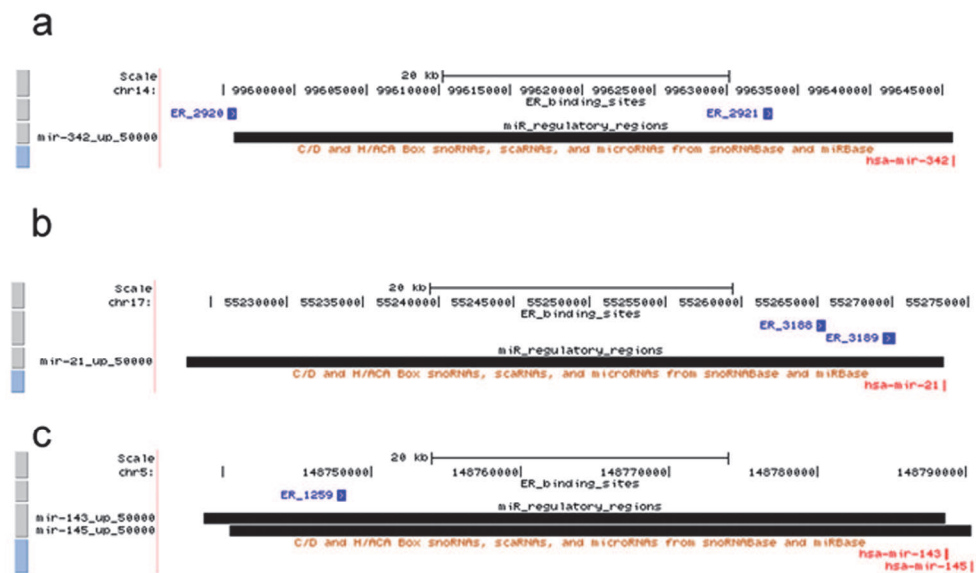 a
Scale 20 kb
chr14: 99600000 99605000 99610000 99615000 99620000 99625000 99630000 99635000 99640000 99645000
ER_binding_sites
ER_2920 ER_2921
miR_regulatory_regions
mir-342_up_50000
C/D and H/ACA Box snoRNAs, scaRNAs, and microRNAs from snoRNABase and miRBase
hsa-mir-342
b
Scale 20 kb
chr17: 55230000 55235000 55240000 55245000 55250000 55255000 55260000 55265000 55270000 55275000
ER_binding_sites
ER_3188
ER_3189
miR_regulatory_regions
mir-21_up_50000
C/D and H/ACA Box snoRNAs, scaRNAs, and microRNAs from snoRNABase and miRBase
hsa-mir-21
c
Scale 20 kb
chr5: 148750000 148760000 148770000 148780000 148790000
ER_binding_sites
ER_1259
miR_regulatory_regions
mir-143_up_50000
mir-145_up_50000
C/D and H/ACA Box snoRNAs, scaRNAs, and microRNAs from snoRNABase and miRBase
hsa-mir-143
hsa-mir-145